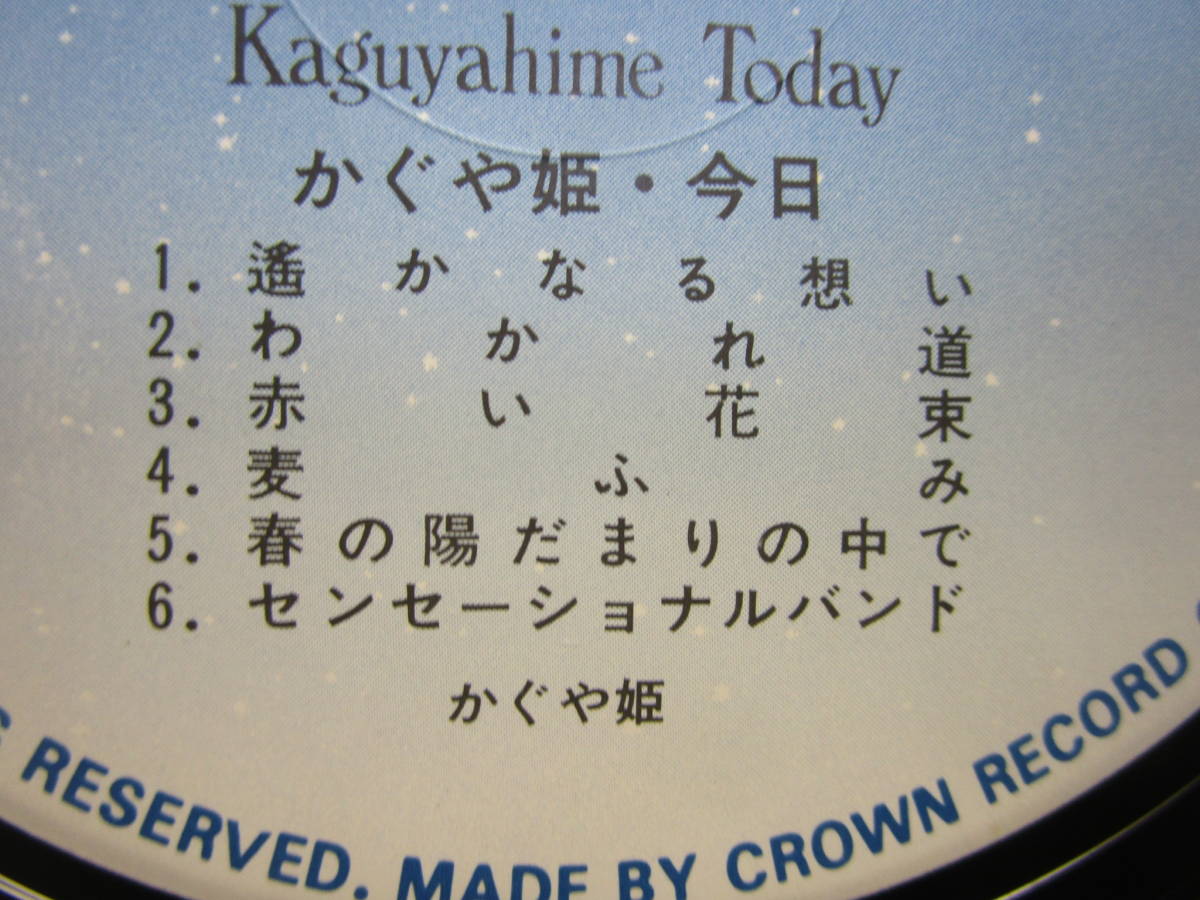 Kaguyahime Today
かぐや姫・今日
1. 遙かなる想い
2. わかれ道
3. 赤い花束
4. 麦ふみ
5. 春の陽だまりの中で
6. センセーショナルバンド
かぐや姫
RESERVED. MADE BY CROWN RECORD